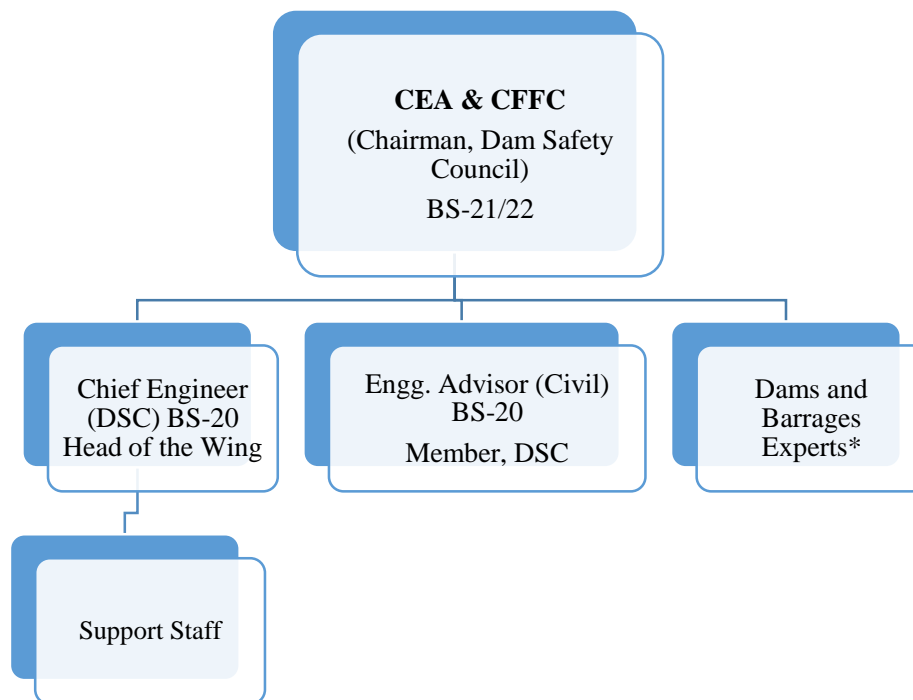 CEA & CFFC
(Chairman, Dam Safety
Council)
BS-21/22
Chief Engineer
(DSC) BS-20
Head of the Wing
Engg. Advisor (Civil)
BS-20
Member, DSC
Dams and
Barrages
Experts*
Support Staff